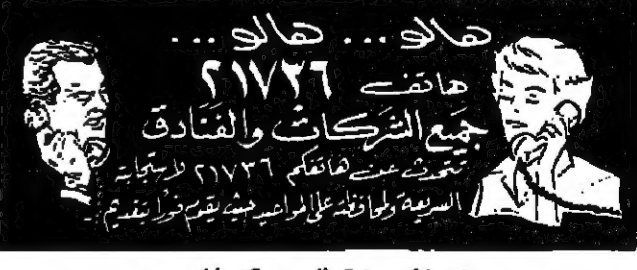 هالو ... هالو ...
هاتف ٢١٧٣٦
جميع الشركات والفنادق
تتحدث عن هاتفكم ٢١٧٣٦ لاستجابته
السريعة ولمحافظته على المواعيد حيث يقوم فوراً بتقديم: